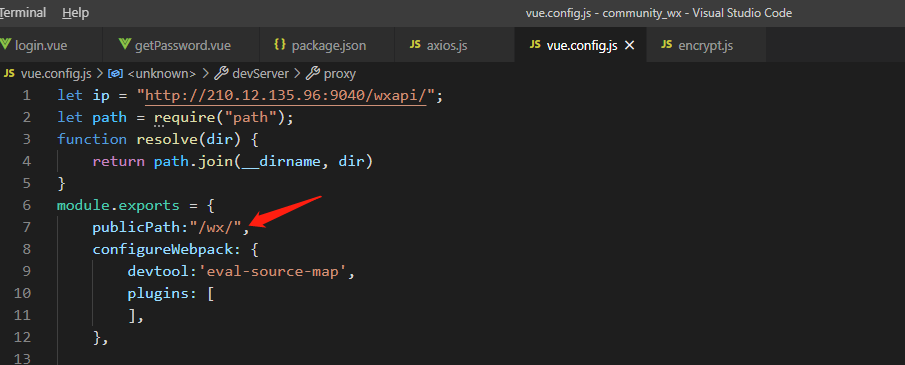 Terminal Help vue.config.js - community_wx - Visual Studio Code
login.vue getPassword.vue { } package.json JS axios.js JS vue.config.js × JS encrypt.js
JS vue.config.js > <unknown> > devServer > proxy
1 let ip = "http://210.12.135.96:9040/wxapi/";
2 let path = require("path");
3 function resolve(dir) {
4 return path.join(__dirname, dir)
5 }
6 module.exports = {
7 publicPath:"/wx/",
8 configureWebpack: {
9 devtool:'eval-source-map',
10 plugins: [
11 ],
12 },
13